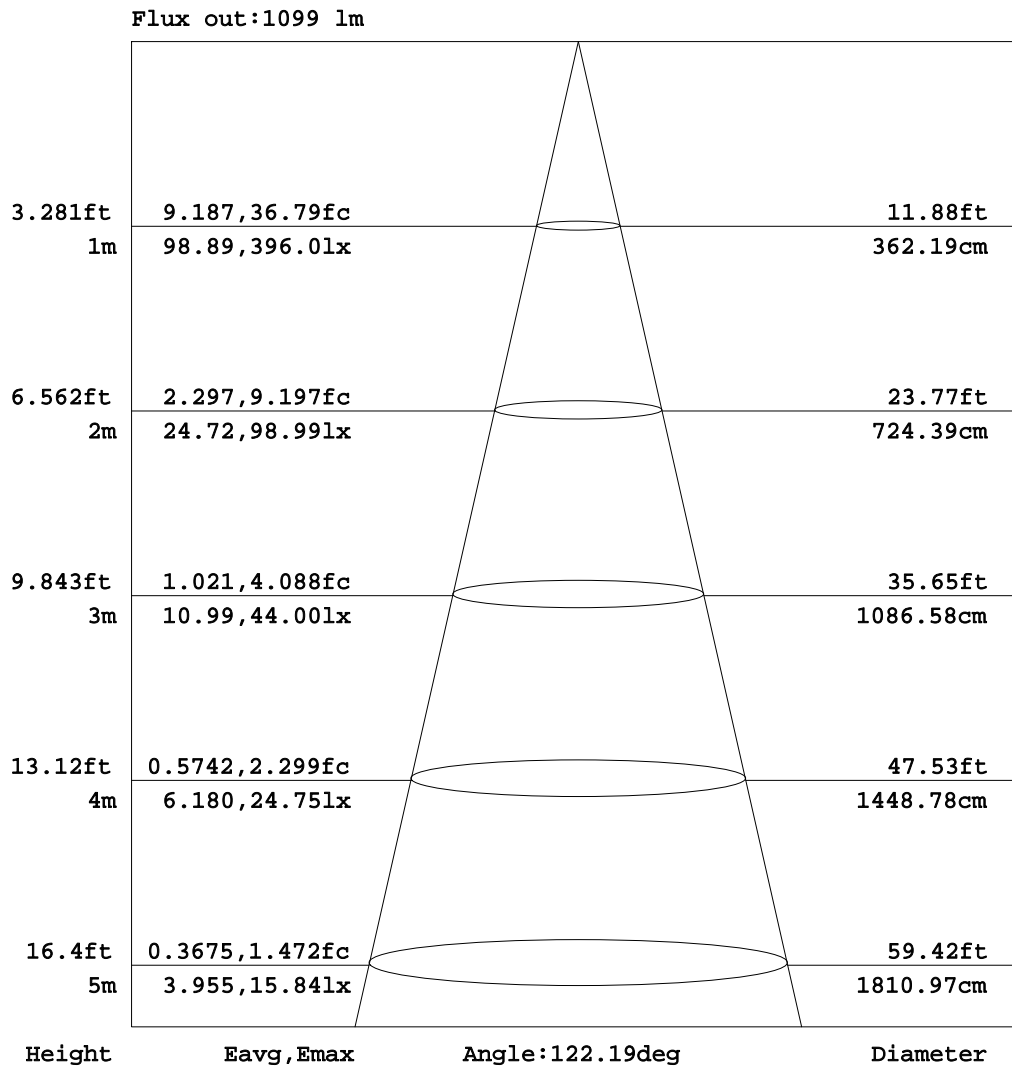 Flux out:1099 lm
3.281ft 9.187,36.79fc 11.88ft
1m 98.89,396.0lx 362.19cm
6.562ft 2.297,9.197fc 23.77ft
2m 24.72,98.99lx 724.39cm
9.843ft 1.021,4.088fc 35.65ft
3m 10.99,44.00lx 1086.58cm
13.12ft 0.5742,2.299fc 47.53ft
4m 6.180,24.75lx 1448.78cm
16.4ft 0.3675,1.472fc 59.42ft
5m 3.955,15.84lx 1810.97cm
Height Eavg,Emax Angle:122.19deg Diameter